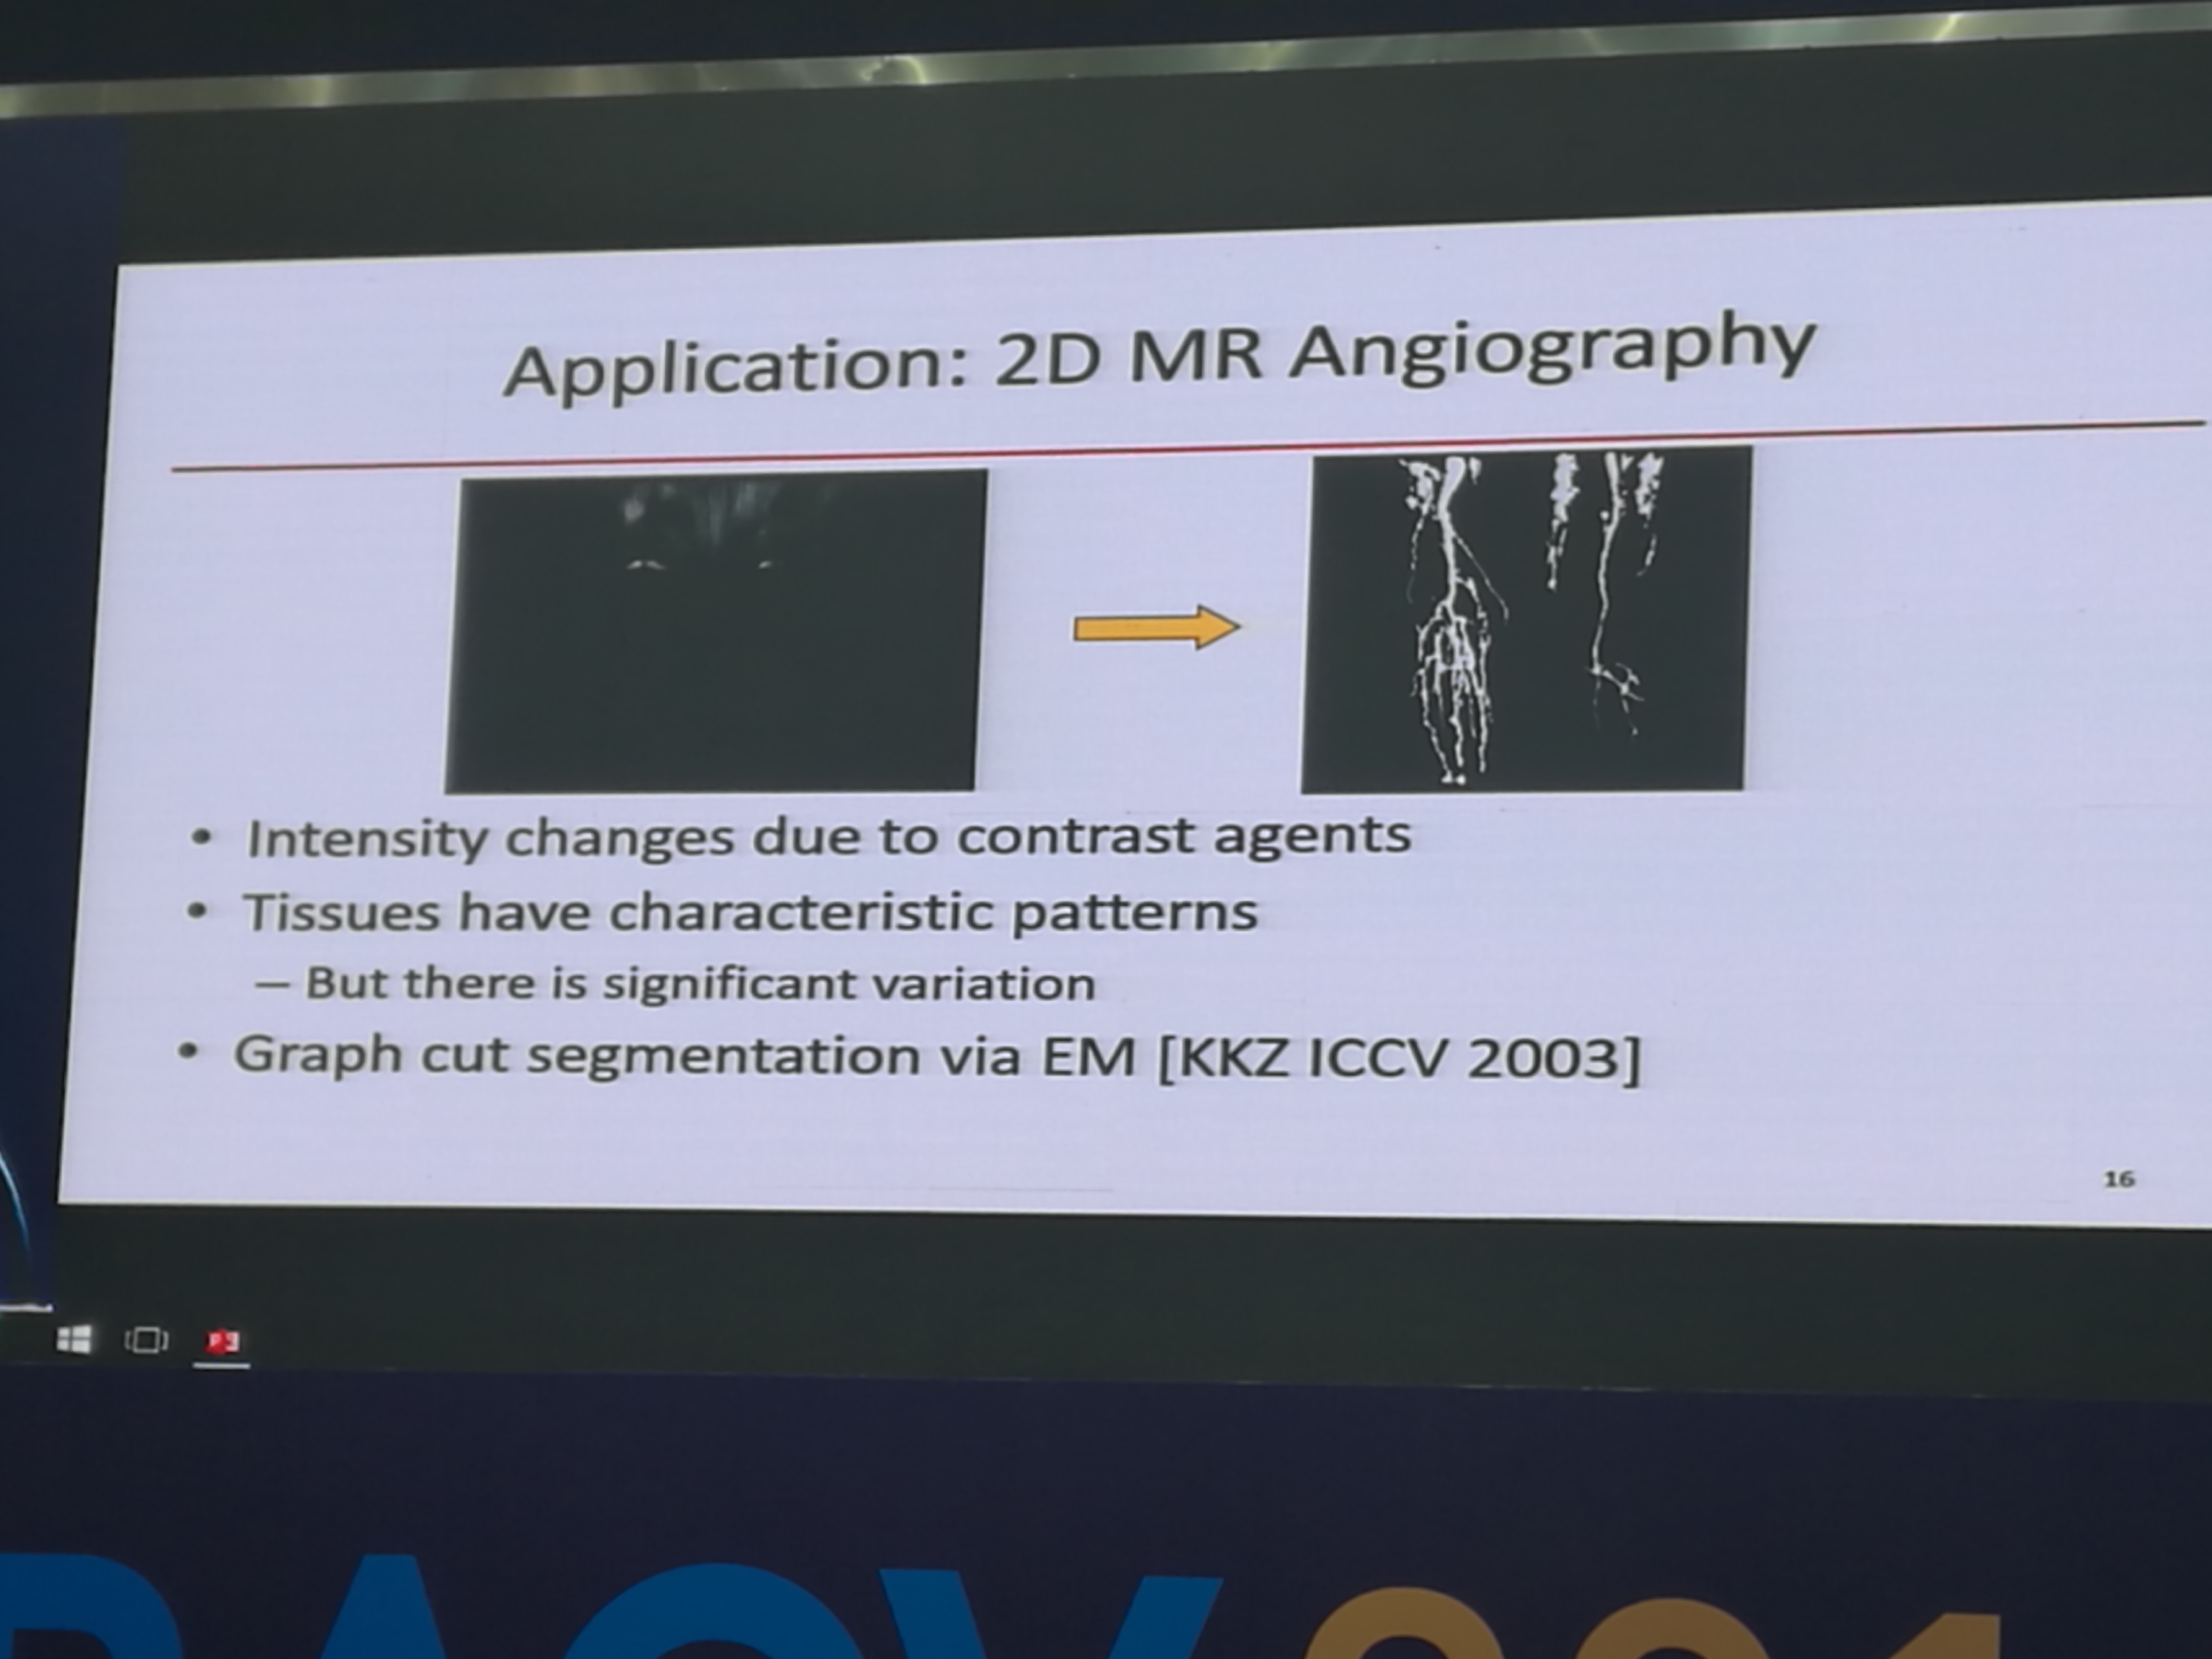 Application: 2D MR Angiography
• Intensity changes due to contrast agents
• Tissues have characteristic patterns
– But there is significant variation
• Graph cut segmentation via EM [KKZ ICCV 2003]
16